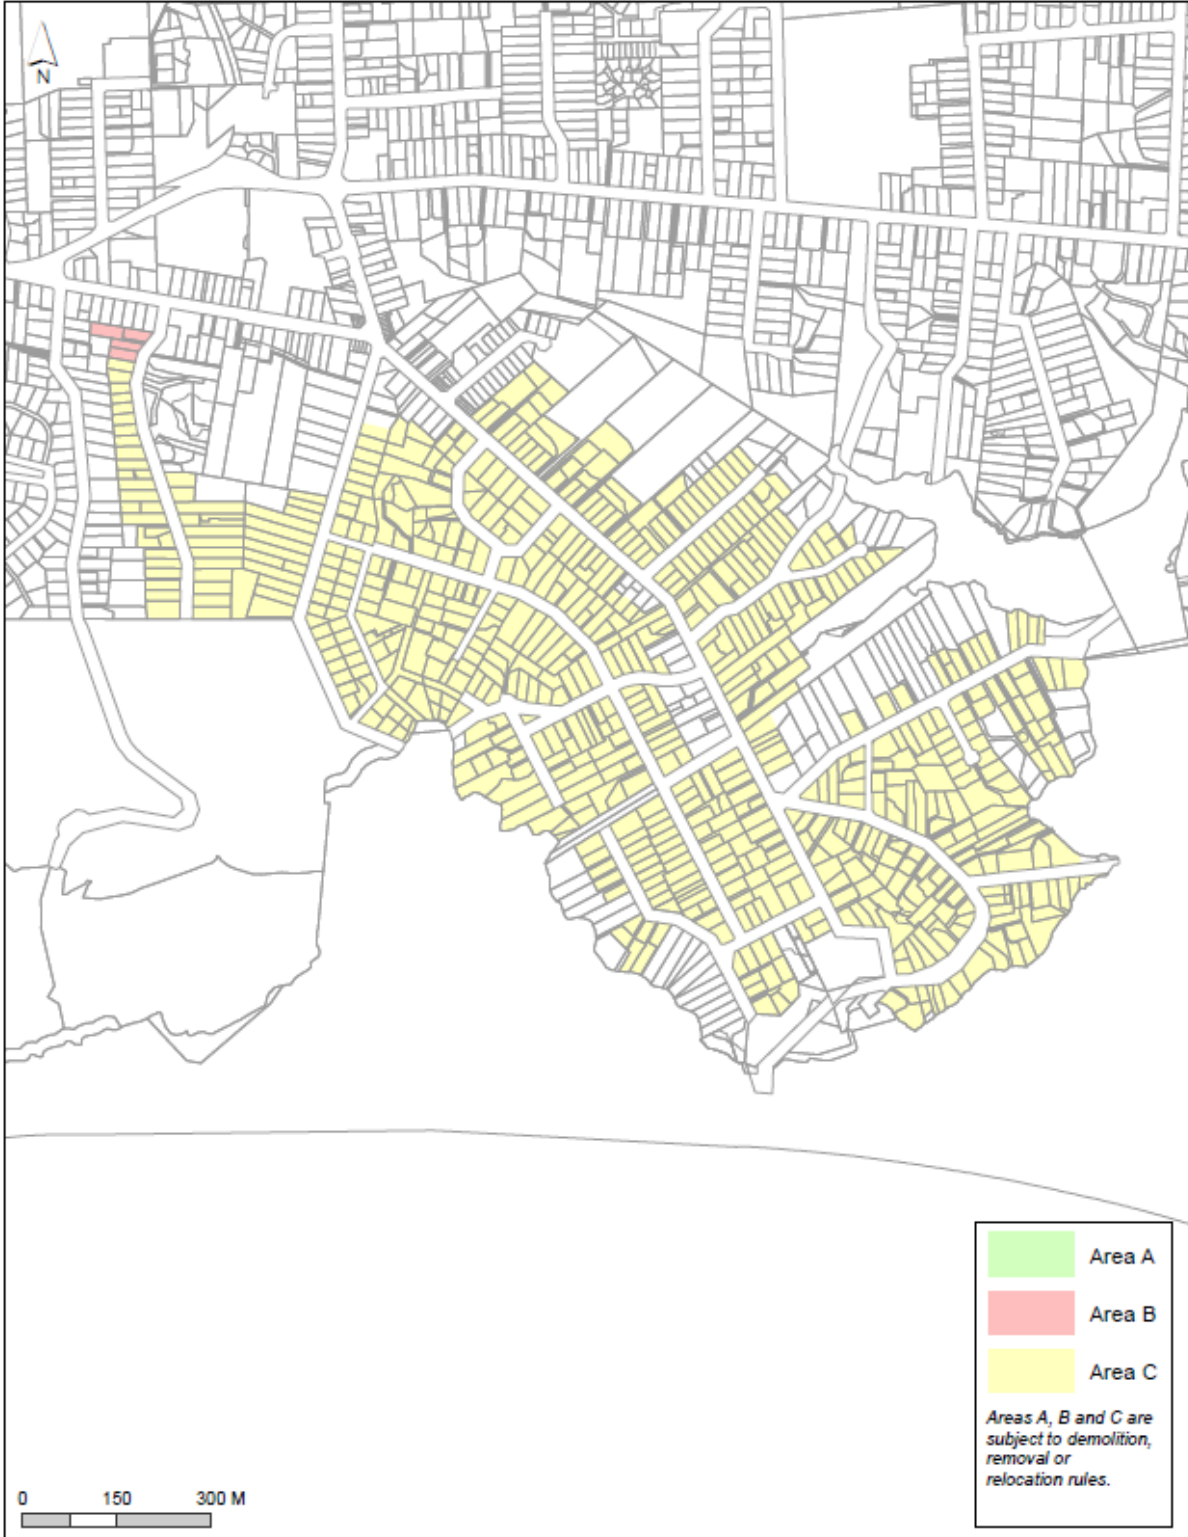 N
Area A
Area B
Area C
Areas A, B and C are
subject to demolition,
removal or
relocation rules.
0 150 300 M